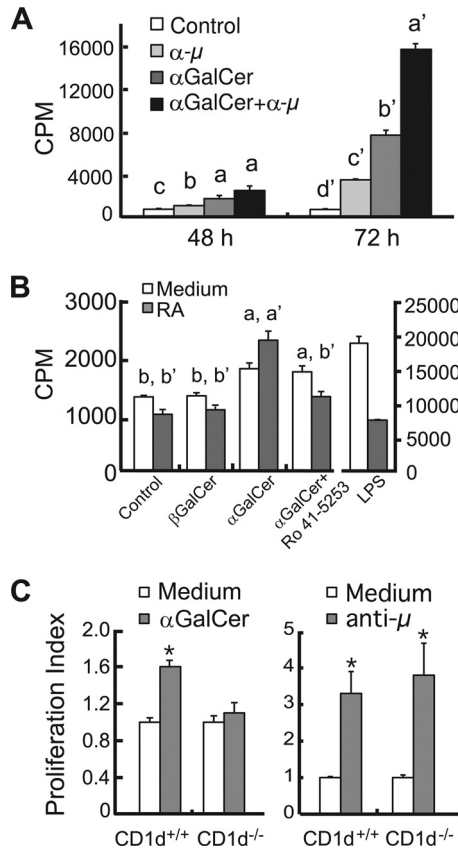 A
Control
α-μ
αGalCer
αGalCer+α-μ
CPM
16000
12000
8000
4000
0
c b a a
d' c' b' a'
48 h 72 h
B
Medium
RA
CPM
3000
2000
1000
0
b, b' b, b' a, a' a, b'
25000
20000
15000
10000
5000
0
Control
βGalCer
αGalCer
αGalCer+
Ro 41-5253
LPS
C
Medium
αGalCer
Proliferation Index
2.0
1.6
1.2
0.8
0.4
0
*
CD1d+/+ CD1d-/-
Medium
anti-μ
5
4
3
2
1
0
* *
CD1d+/+ CD1d-/-